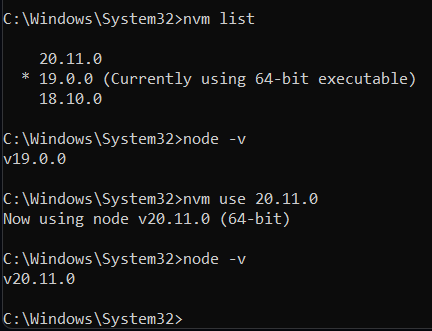 C:\Windows\System32>nvm list
20.11.0
* 19.0.0 (Currently using 64-bit executable)
18.10.0
C:\Windows\System32>node -v
v19.0.0
C:\Windows\System32>nvm use 20.11.0
Now using node v20.11.0 (64-bit)
C:\Windows\System32>node -v
v20.11.0
C:\Windows\System32>